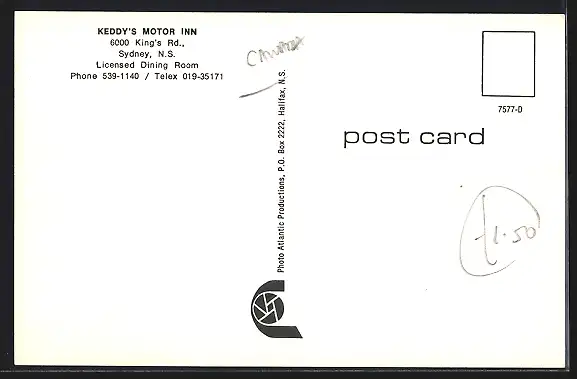 KEDDY'S MOTOR INN
6000 King's Rd.,
Sydney, N.S.
Licensed Dining Room
Phone 539-1140 / Telex 019-35171
Photo Atlantic Productions, P.O. Box 2222, Halifax, N.S.
7577-D
post card
£1.50